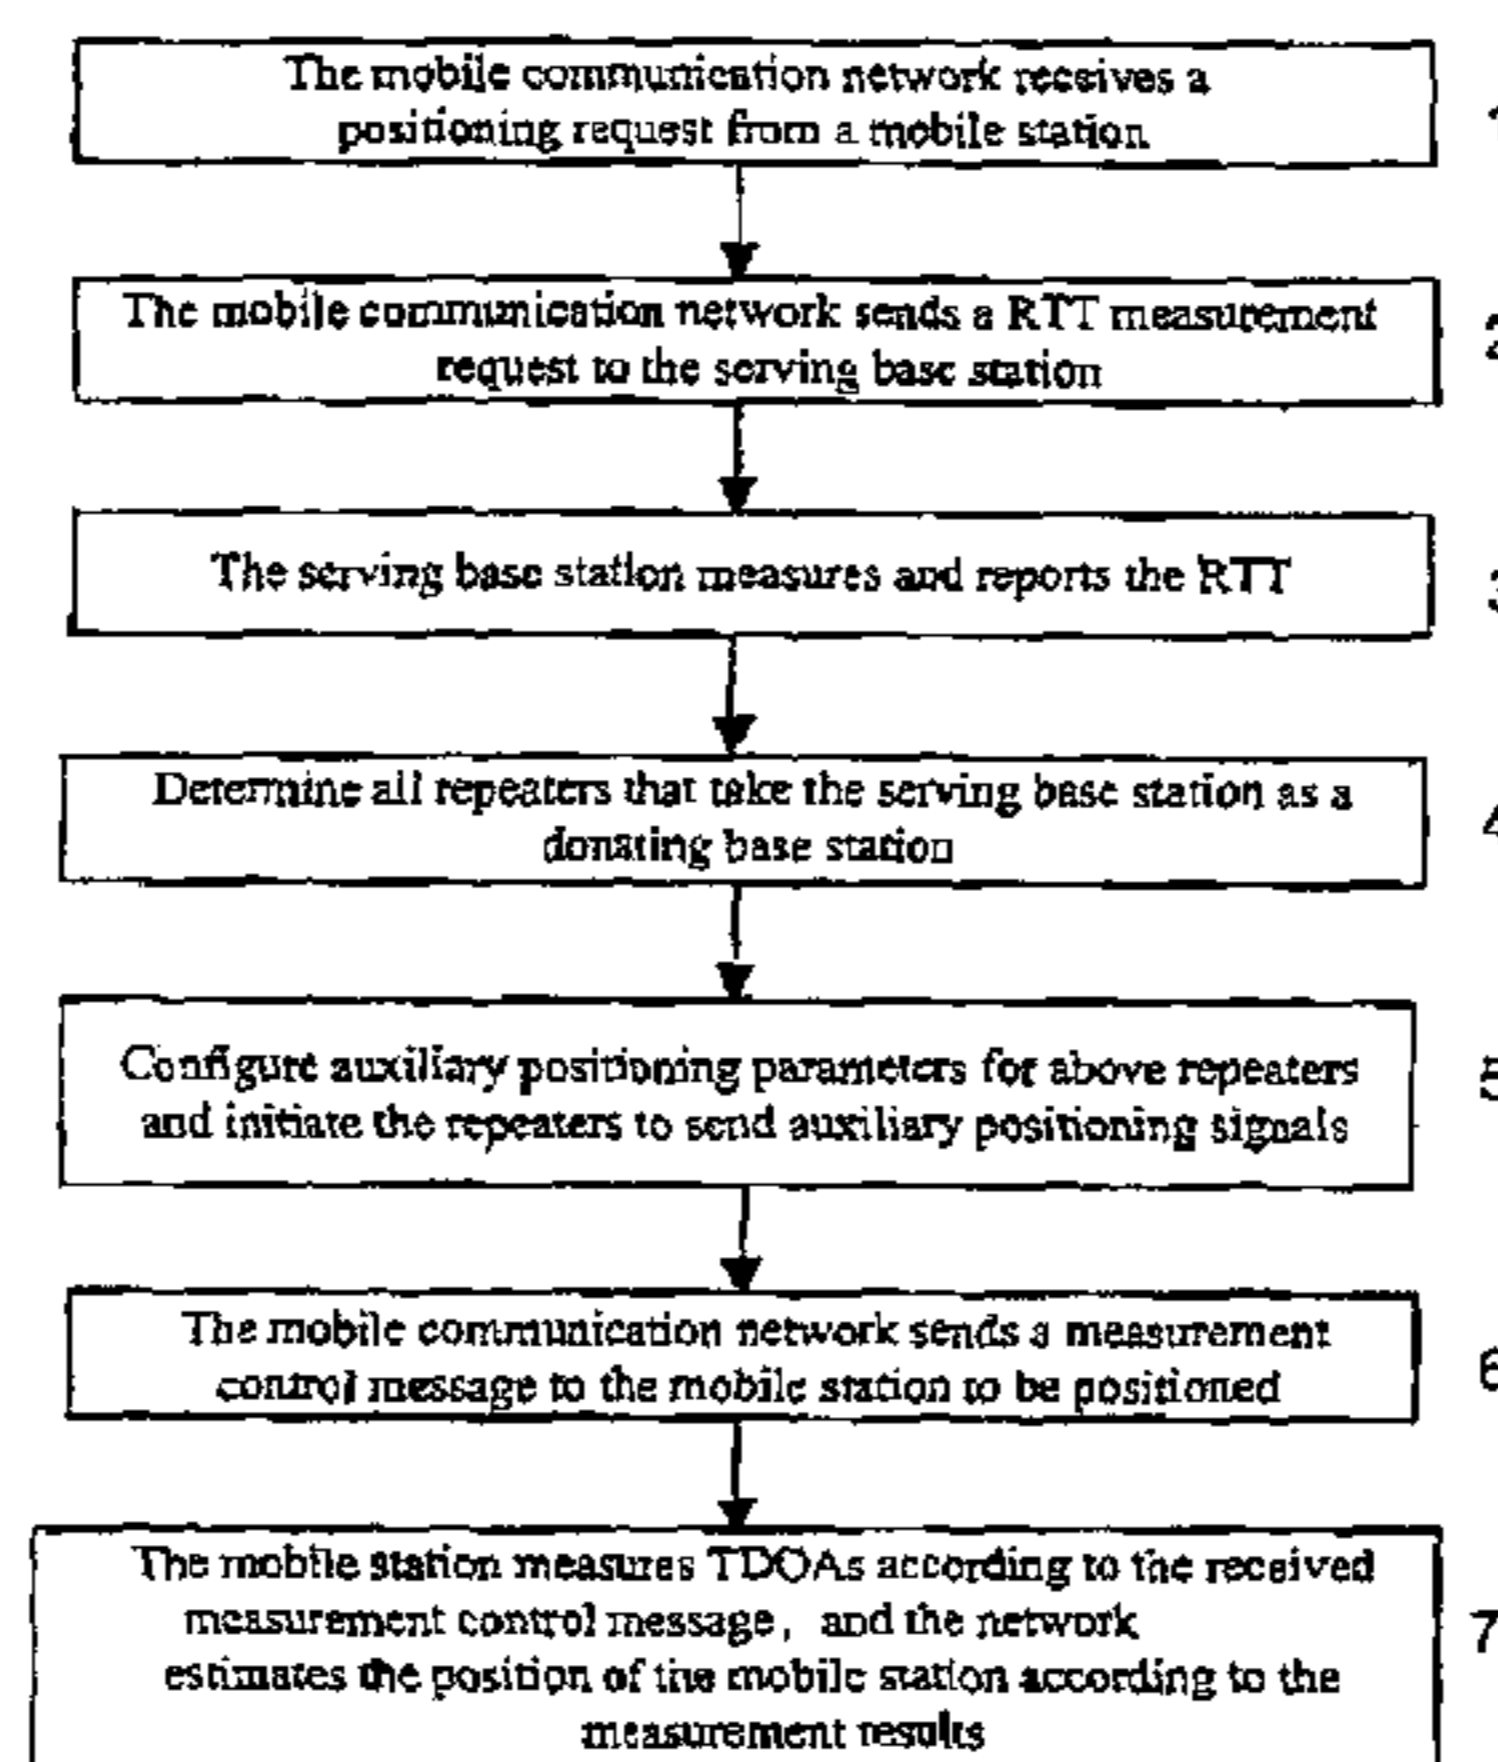 The mobile communication network receives a
positioning request from a mobile station
1
The mobile communication network sends a RTT measurement
request to the serving base station
2
The serving base station measures and reports the RTT
3
Determine all repeaters that take the serving base station as a
donating base station
4
Configure auxiliary positioning parameters for above repeaters
and initiate the repeaters to send auxiliary positioning signals
5
The mobile communication network sends a measurement
control message to the mobile station to be positioned
6
The mobile station measures TDOAs according to the received
measurement control message, and the network
estimates the position of the mobile station according to the
measurement results
7